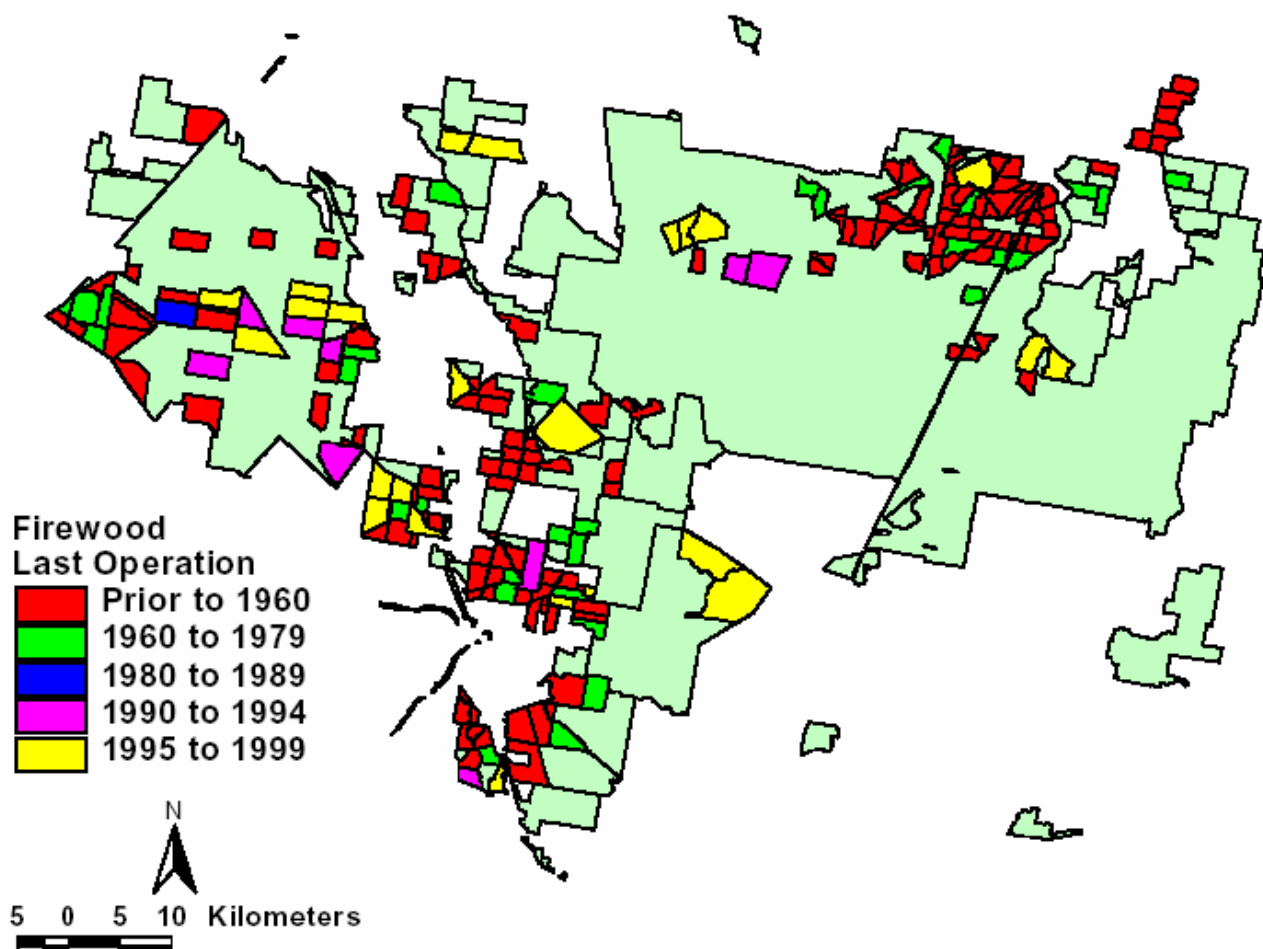 Firewood
Last Operation
Prior to 1960
1960 to 1979
1980 to 1989
1990 to 1994
1995 to 1999
N
5 0 5 10 Kilometers